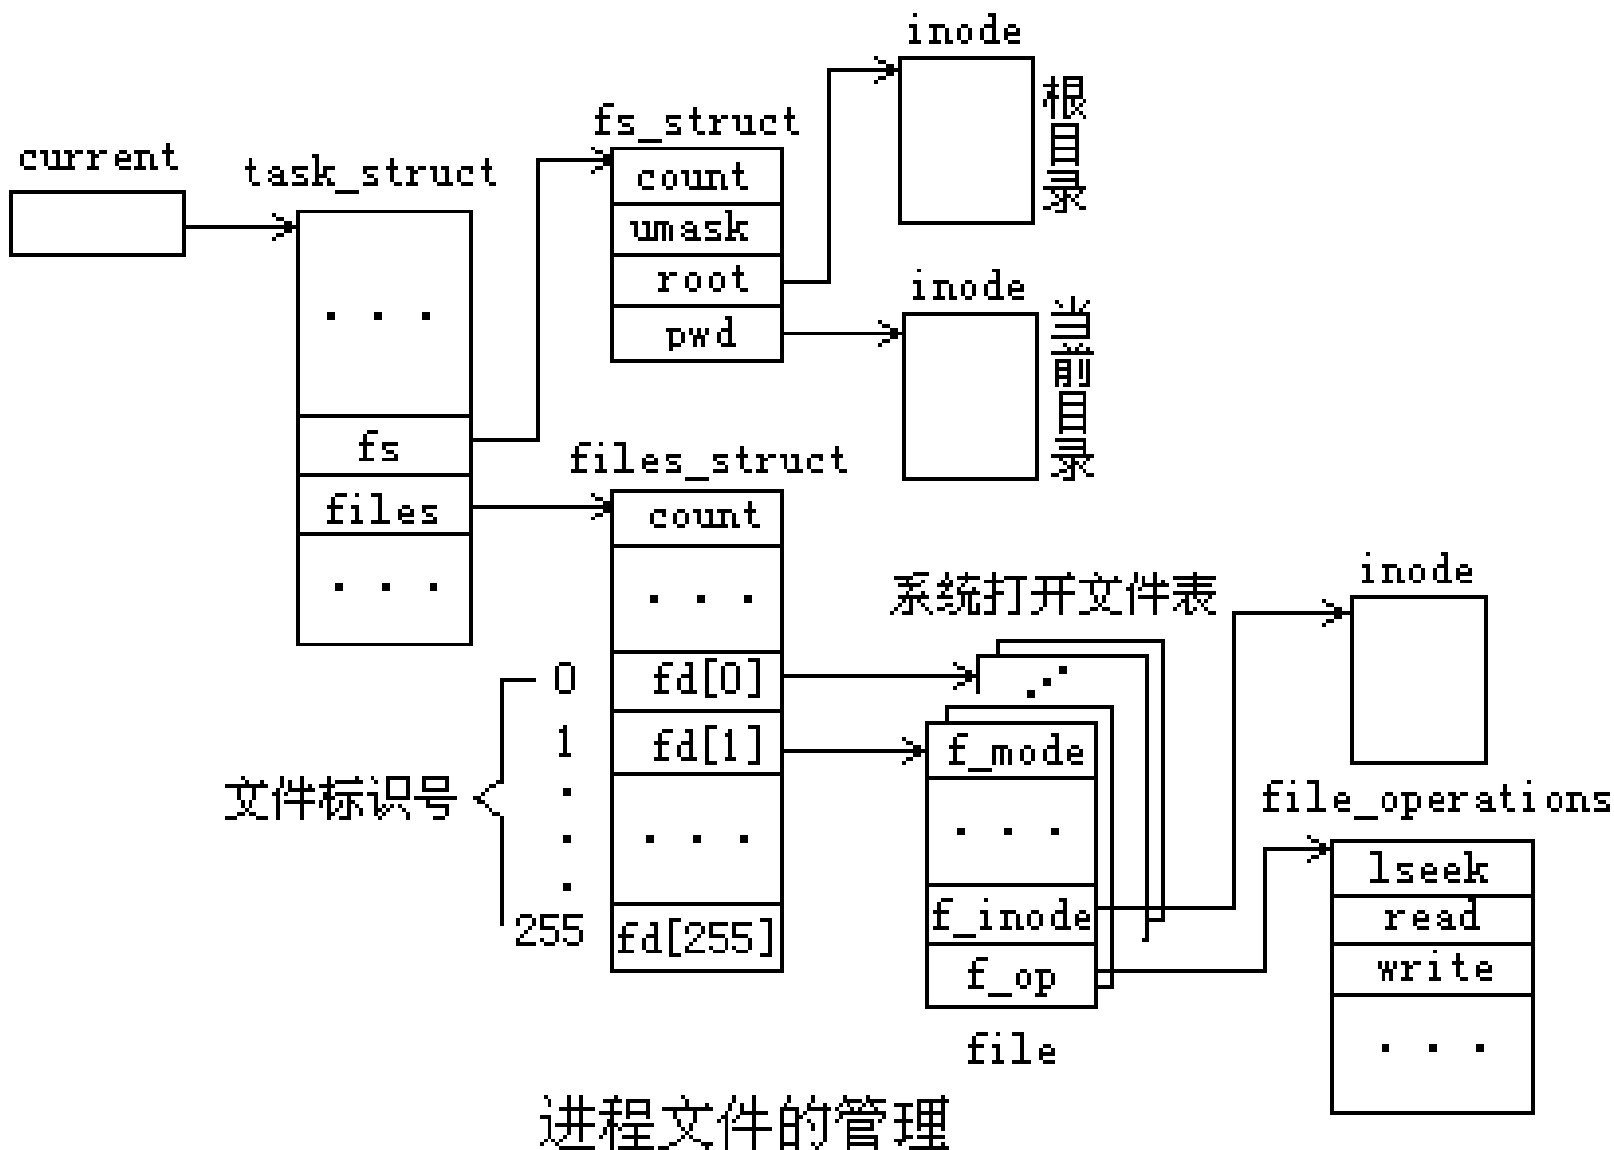 inode
根目录
fs_struct
current
task_struct
count
umask
root
pwd
inode
当前目录
. . .
fs
files
. . .
files_struct
count
. . .
fd[0]
fd[1]
. . .
fd[255]
文件标识号
0
1
.
.
.
255
系统打开文件表
. . .
f_mode
. . .
f_inode
f_op
file
inode
file_operations
lseek
read
write
. . .
进程文件的管理